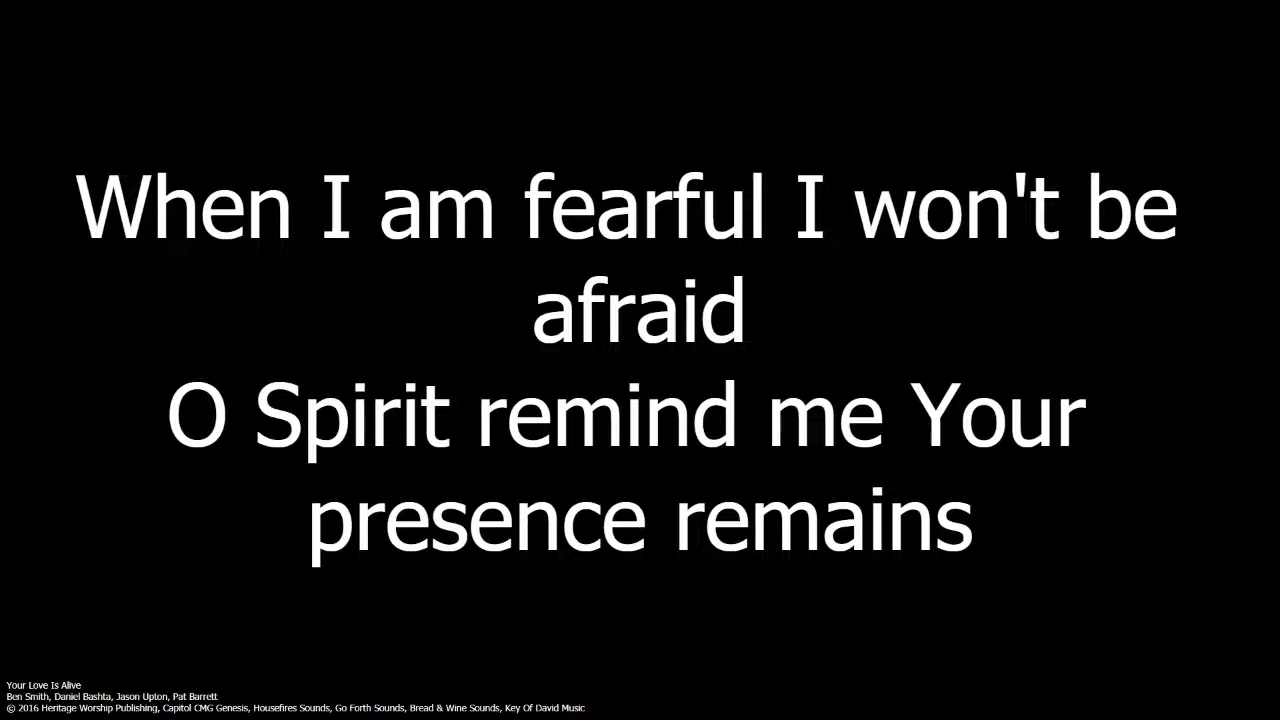 When I am fearful I won't be
afraid
O Spirit remind me Your
presence remains
Your Love Is Alive
Ben Smith, Daniel Bashta, Jason Upton, Pat Barrett
© 2016 Heritage Worship Publishing, Capitol CMG Genesis, Housefires Sounds, Go Forth Sounds, Bread & Wine Sounds, Key Of David Music